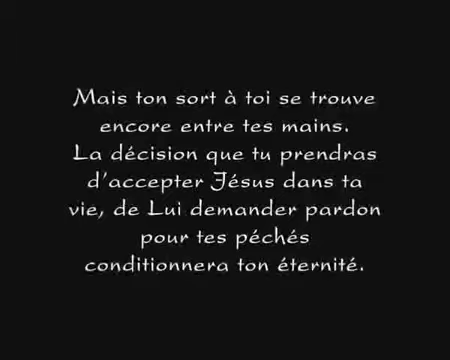 Mais ton sort à toi se trouve
encore entre tes mains.
La décision que tu prendras
d'accepter Jésus dans ta
vie, de Lui demander pardon
pour tes péchés
conditionnera ton éternité.